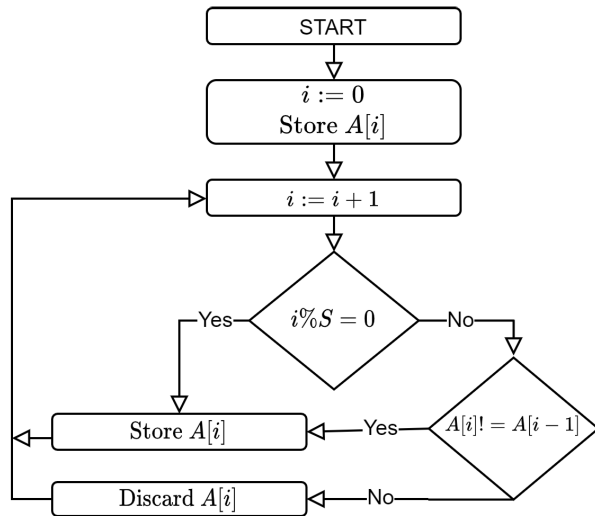 START
i := 0
Store A[i]
i := i + 1
i%S = 0
Yes
No
A[i]! = A[i − 1]
Store A[i]
Yes
Discard A[i]
No